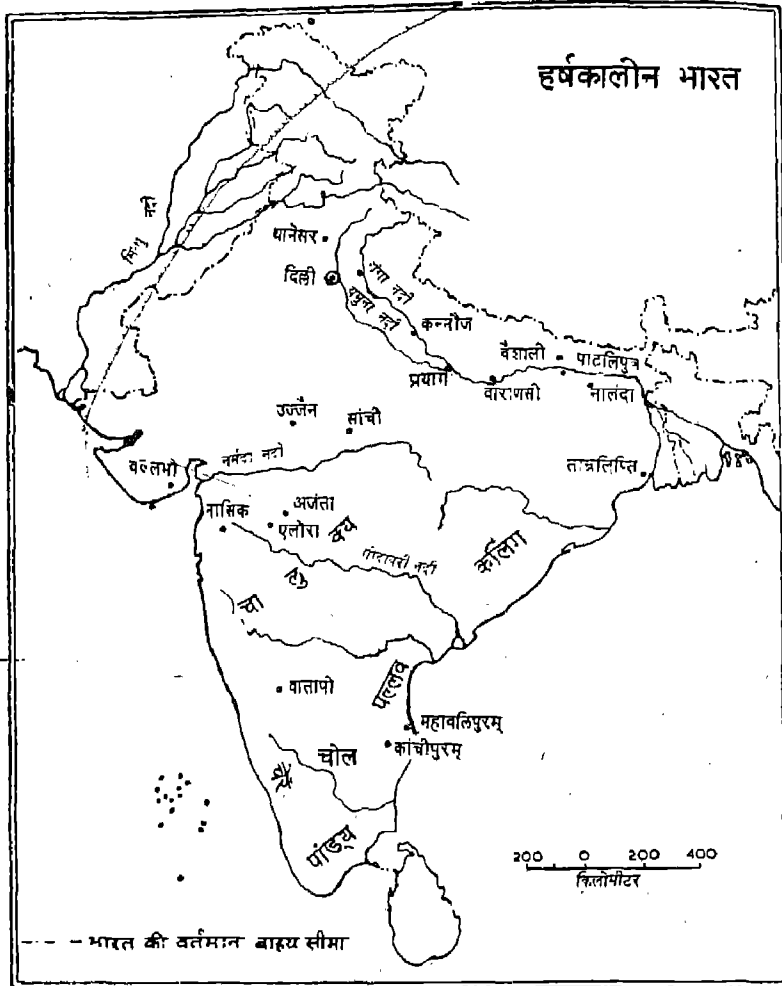 हर्षकालीन भारत
सिन्धु नदी
थानेसर
दिल्ली
गंगा नदी
यमुना नदी
कन्नौज
वैशाली
पाटलिपुत्र
प्रयाग
वाराणसी
नालंदा
उज्जैन
सांची
नर्मदा नदी
वल्लभी
ताम्रलिप्ति
नासिक
अजंता
एलोरा
चालुक्य
गोदावरी नदी
कलिंग
वातापी
पल्लव
महावलिपुरम्
कांचीपुरम्
चोल
पांड्य
200 0 200 400
किलोमीटर
भारत की वर्तमान बाह्य सीमा